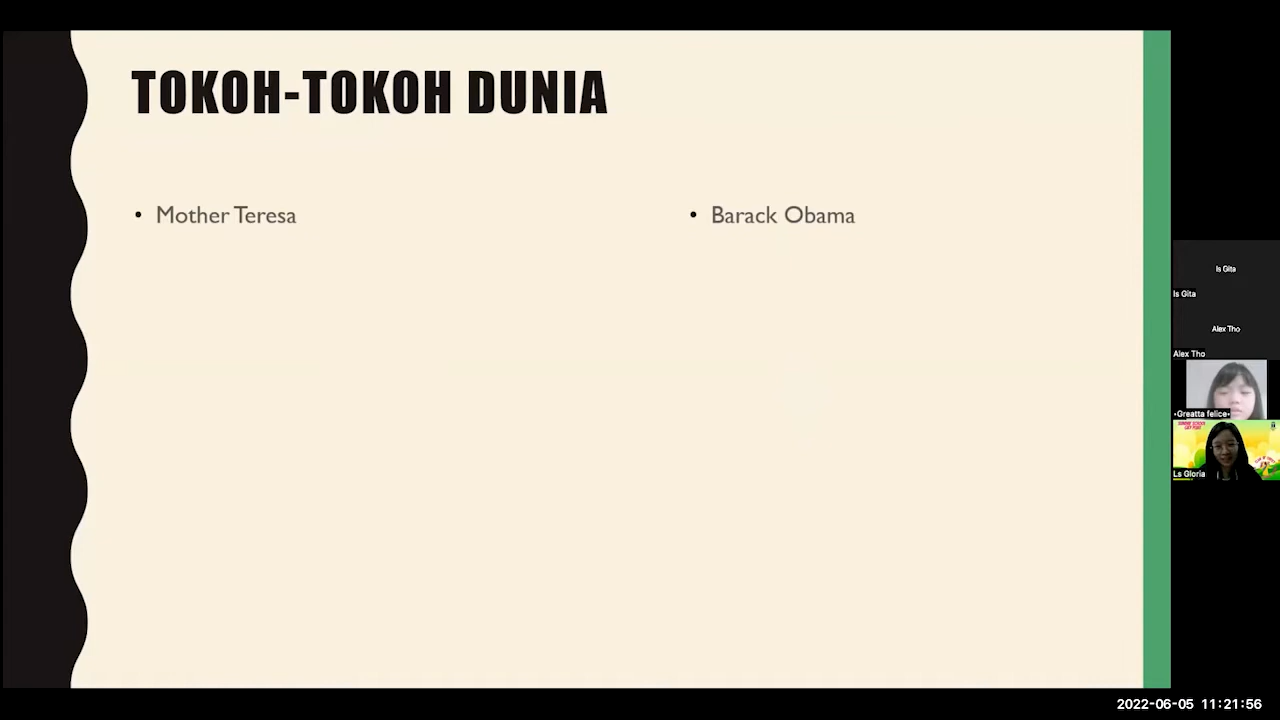 TOKOH-TOKOH DUNIA
• Mother Teresa
• Barack Obama
Is Gita
Is Gita
Alex Tho
Alex Tho
•Greatta felice•
Ls Gloria
2022-06-05 11:21:56